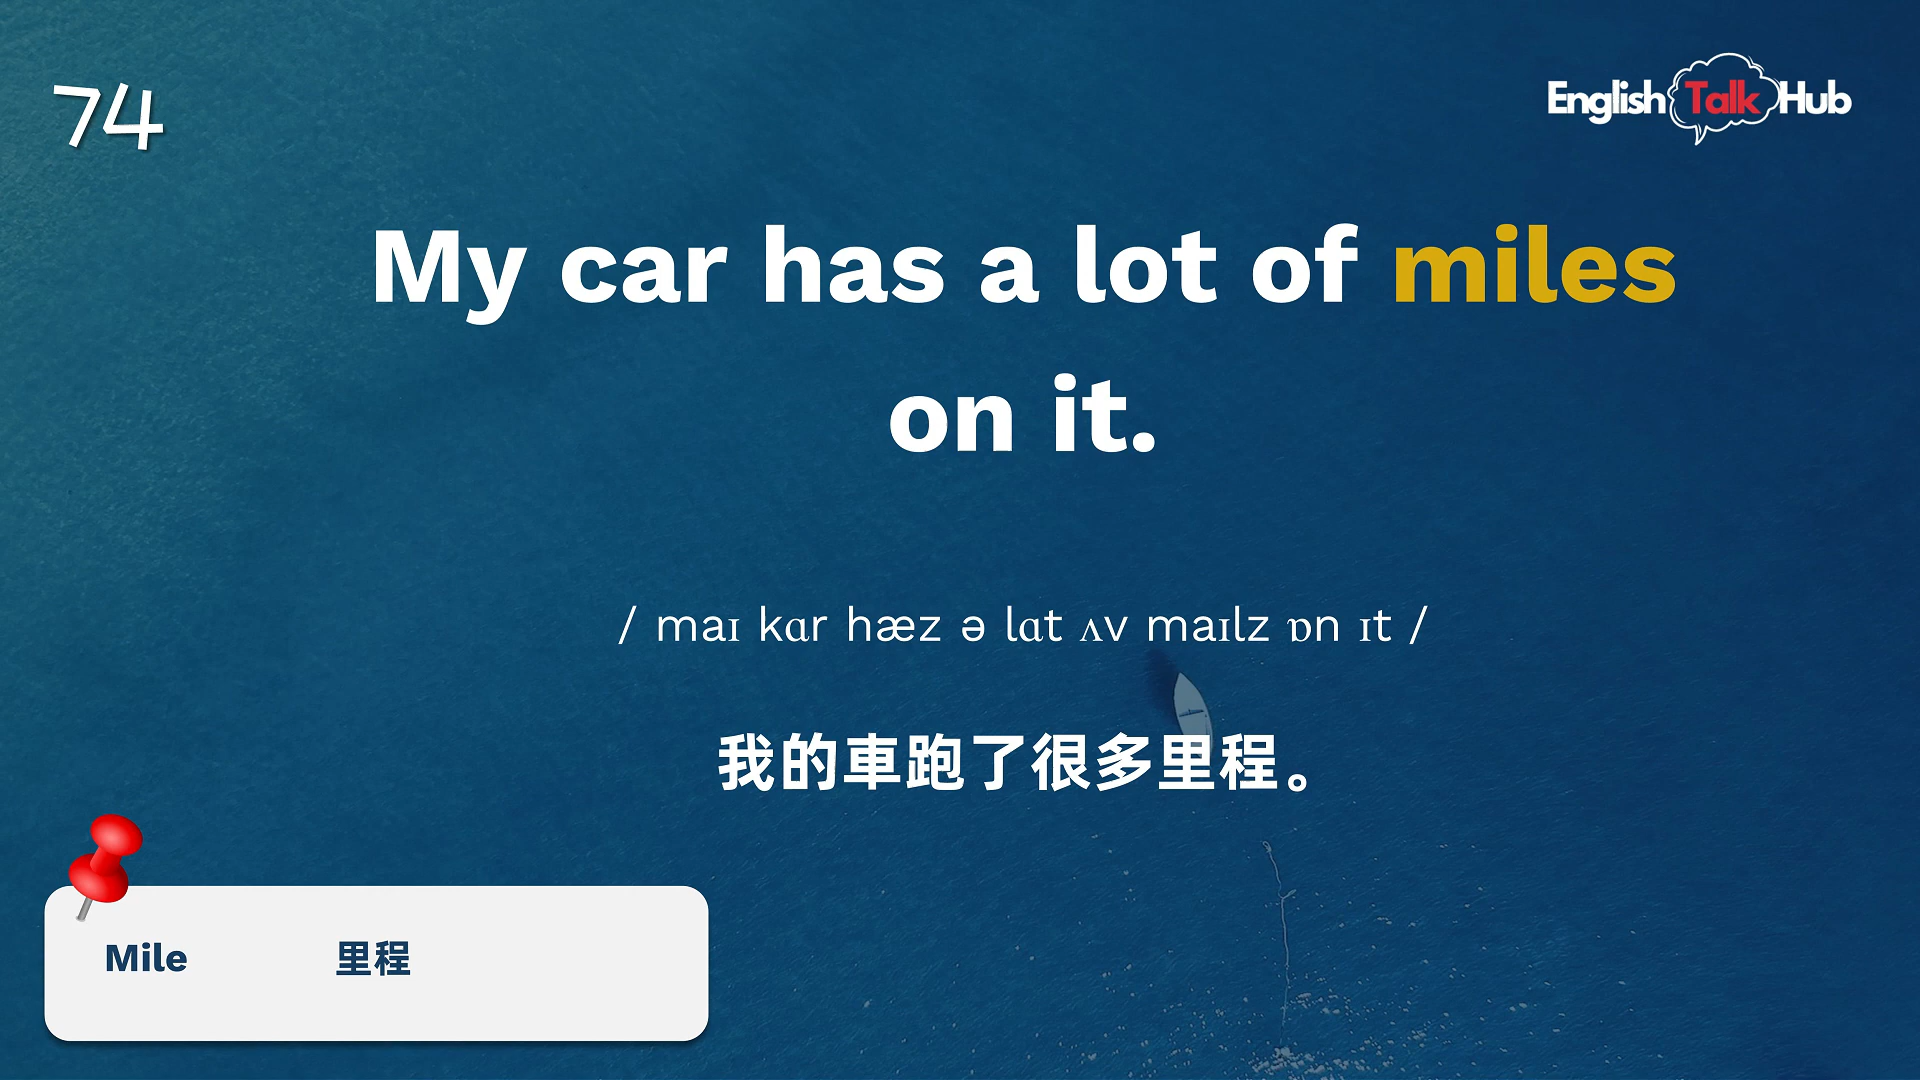 74
English Talk Hub
My car has a lot of miles
on it.
/ maɪ kɑr hæz ə lɑt ʌv maɪlz ɒn ɪt /
我的車跑了很多里程。
Mile 里程